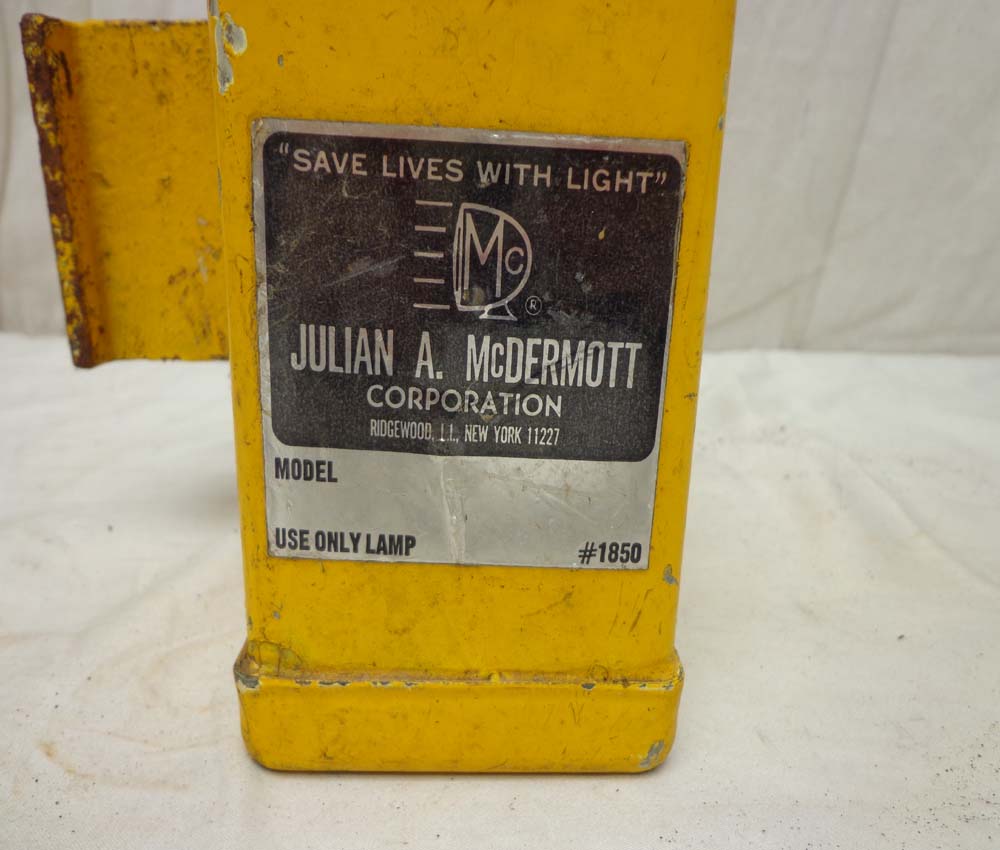 "SAVE LIVES WITH LIGHT"
Mc
®
JULIAN A. McDERMOTT
CORPORATION
RIDGEWOOD, L.I., NEW YORK 11227
MODEL
USE ONLY LAMP #1850